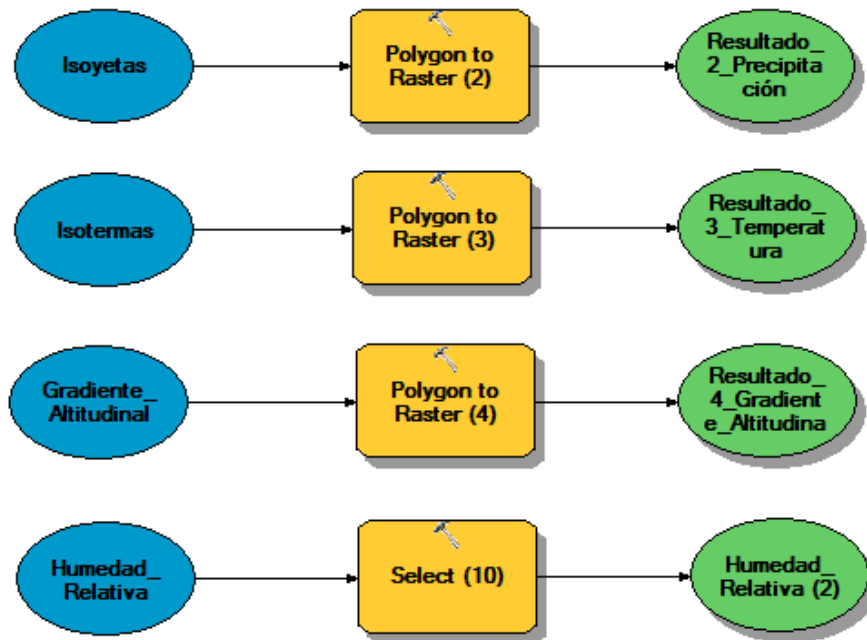 Isoyetas
Polygon to
Raster (2)
Resultado_
2_Precipita
ción
Isotermas
Polygon to
Raster (3)
Resultado_
3_Temperat
ura
Gradiente_
Altitudinal
Polygon to
Raster (4)
Resultado_
4_Gradient
e_Altitudina
Humedad_
Relativa
Select (10)
Humedad_
Relativa (2)